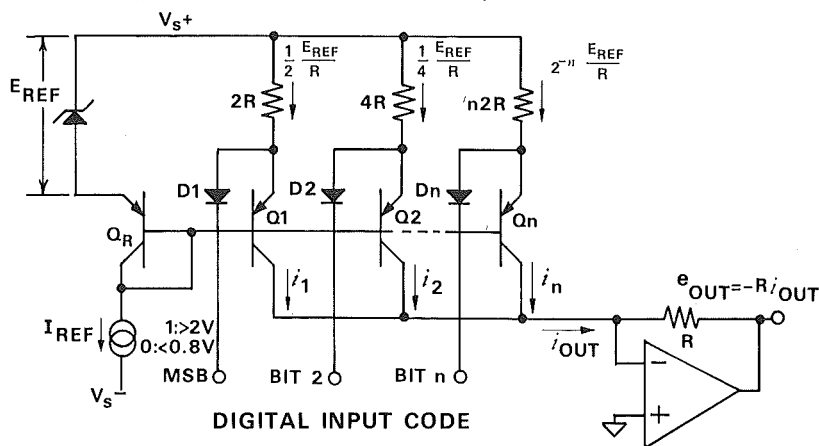 V_S+
E_REF
1/2 E_REF/R
1/4 E_REF/R
2^-n E_REF/R
2R
4R
'n2R
D1
D2
Dn
Q1
Q2
Qn
Q_R
i_1
i_2
i_n
e_OUT=-R i_OUT
I_REF
1:>2V
0:<0.8V
i_OUT
R
V_S-
MSB
BIT 2
BIT n
-
+
DIGITAL INPUT CODE